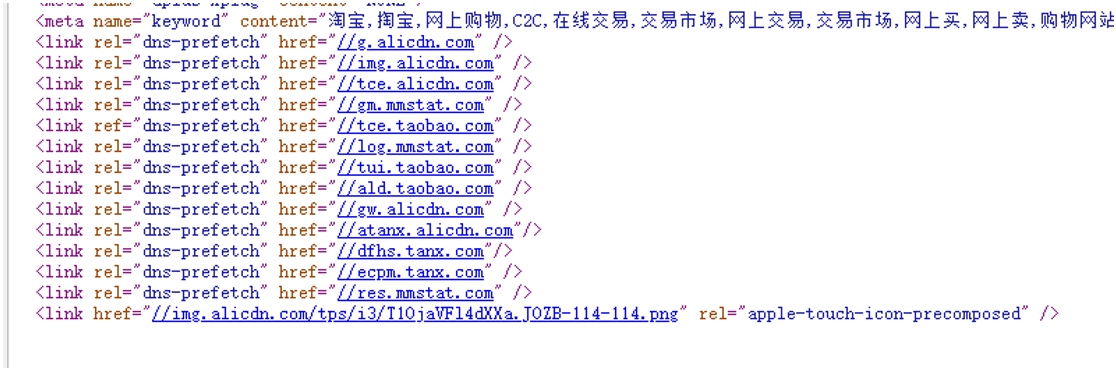 <meta name="keyword" content="淘宝,掏宝,网上购物,C2C,在线交易,交易市场,网上交易,交易市场,网上买,网上卖,购物网站
<link rel="dns-prefetch" href="//g.alicdn.com" />
<link rel="dns-prefetch" href="//img.alicdn.com" />
<link rel="dns-prefetch" href="//tce.alicdn.com" />
<link rel="dns-prefetch" href="//gm.mmstat.com" />
<link ref="dns-prefetch" href="//tce.taobao.com" />
<link rel="dns-prefetch" href="//log.mmstat.com" />
<link rel="dns-prefetch" href="//tui.taobao.com" />
<link rel="dns-prefetch" href="//ald.taobao.com" />
<link rel="dns-prefetch" href="//gw.alicdn.com" />
<link rel="dns-prefetch" href="//atanx.alicdn.com"/>
<link rel="dns-prefetch" href="//dfhs.tanx.com"/>
<link rel="dns-prefetch" href="//ecpm.tanx.com" />
<link rel="dns-prefetch" href="//res.mmstat.com" />
<link href="//img.alicdn.com/tps/i3/T1OjaVFl4dXXa.JOZB-114-114.png" rel="apple-touch-icon-precomposed" />